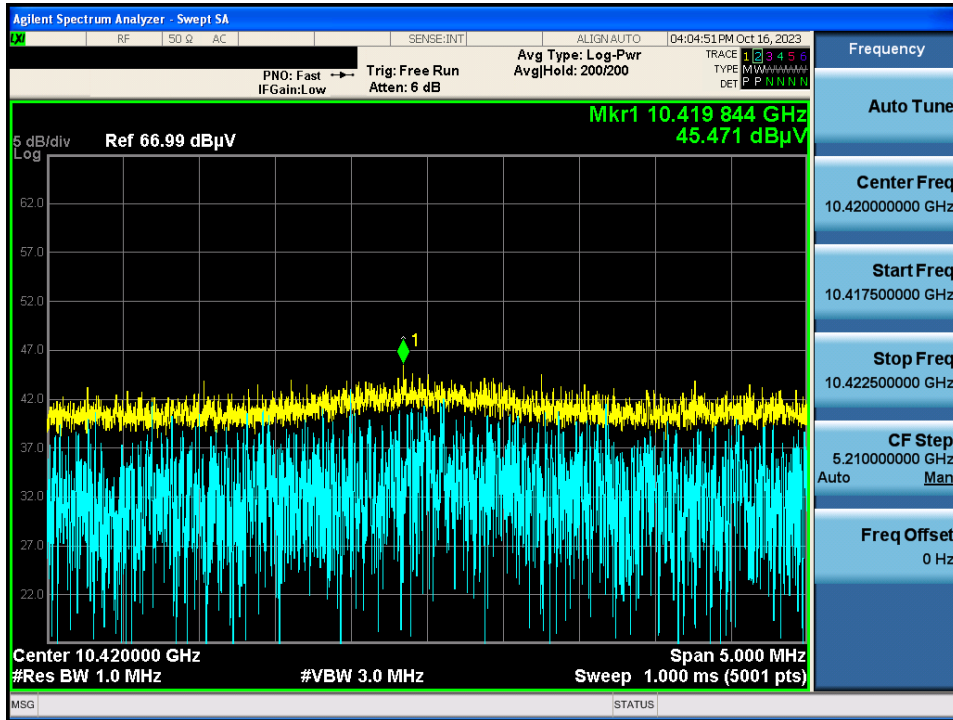 Agilent Spectrum Analyzer - Swept SA
LXI RF 50 Ω AC SENSE:INT ALIGN AUTO 04:04:51 PM Oct 16, 2023
Frequency
PNO: Fast
IFGain:Low
Trig: Free Run
Atten: 6 dB
Avg Type: Log-Pwr
Avg|Hold: 200/200
TRACE 1 2 3 4 5 6
TYPE M W W W W W
DET P P N N N N
Mkr1 10.419 844 GHz
45.471 dBµV
5 dB/div
Log
Ref 66.99 dBµV
62.0
57.0
52.0
47.0
42.0
37.0
32.0
27.0
22.0
1
Center 10.420000 GHz
Span 5.000 MHz
#Res BW 1.0 MHz
#VBW 3.0 MHz
Sweep 1.000 ms (5001 pts)
MSG
STATUS
Auto Tune
Center Freq
10.420000000 GHz
Start Freq
10.417500000 GHz
Stop Freq
10.422500000 GHz
CF Step
5.210000000 GHz
Auto Man
Freq Offset
0 Hz